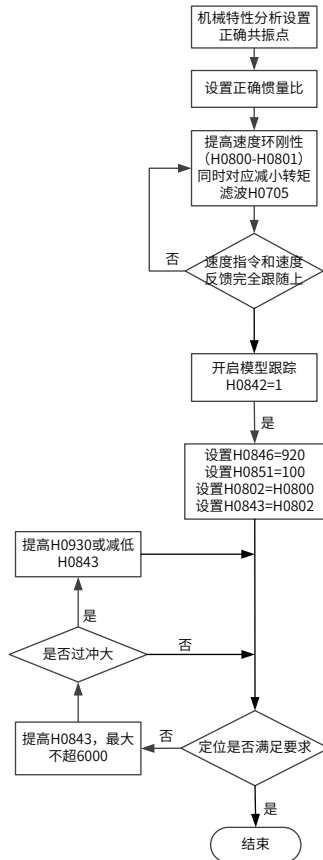 机械特性分析设置
正确共振点
设置正确惯量比
提高速度环刚性
（H0800-H0801）
同时对应减小转矩
滤波H0705
否
速度指令和速度
反馈完全跟随上
开启模型跟踪
H0842=1
是
设置H0846=920
设置H0851=100
设置H0802=H0800
设置H0843=H0802
提高H0930或减低
H0843
是
是否过冲大
否
提高H0843，最大
不超6000
否
定位是否满足要求
是
结束